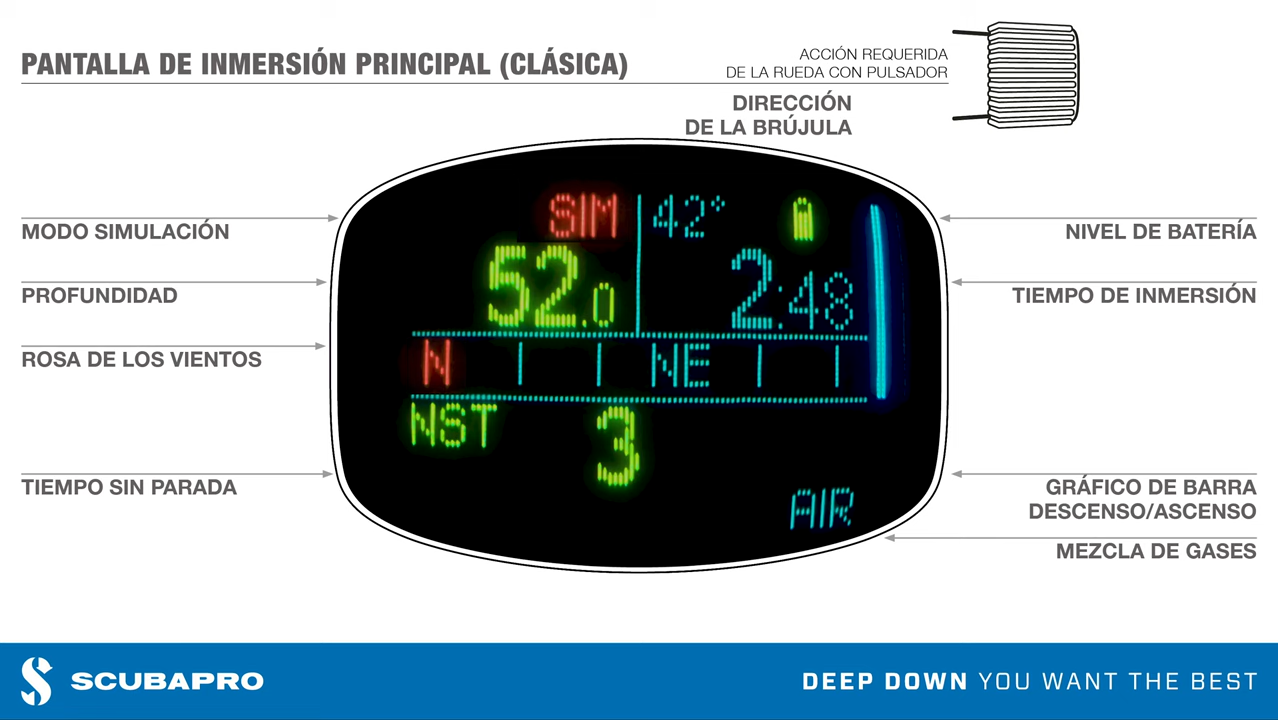 PANTALLA DE INMERSIÓN PRINCIPAL (CLÁSICA)
ACCIÓN REQUERIDA
DE LA RUEDA CON PULSADOR
DIRECCIÓN
DE LA BRÚJULA
MODO SIMULACIÓN
PROFUNDIDAD
ROSA DE LOS VIENTOS
TIEMPO SIN PARADA
SIM
42°
52.0
2:48
N
NE
NST
3
AIR
NIVEL DE BATERÍA
TIEMPO DE INMERSIÓN
GRÁFICO DE BARRA
DESCENSO/ASCENSO
MEZCLA DE GASES
SCUBAPRO
DEEP DOWN YOU WANT THE BEST